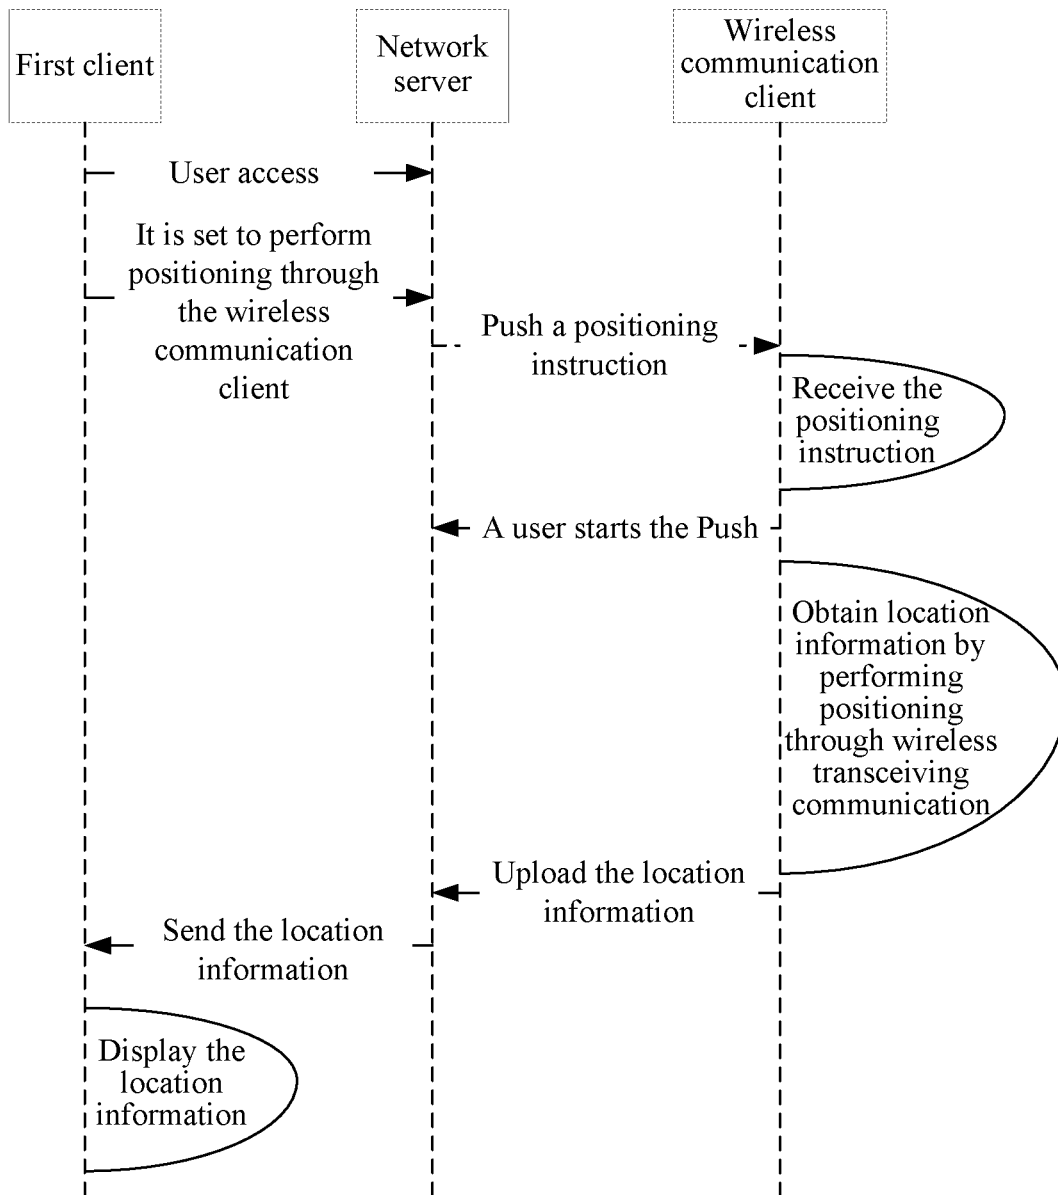 First client
Network
server
Wireless
communication
client
User access
It is set to perform
positioning through
the wireless
communication
client
Push a positioning
instruction
Receive the
positioning
instruction
A user starts the Push
Obtain location
information by
performing
positioning
through wireless
transceiving
communication
Upload the location
information
Send the location
information
Display the
location
information